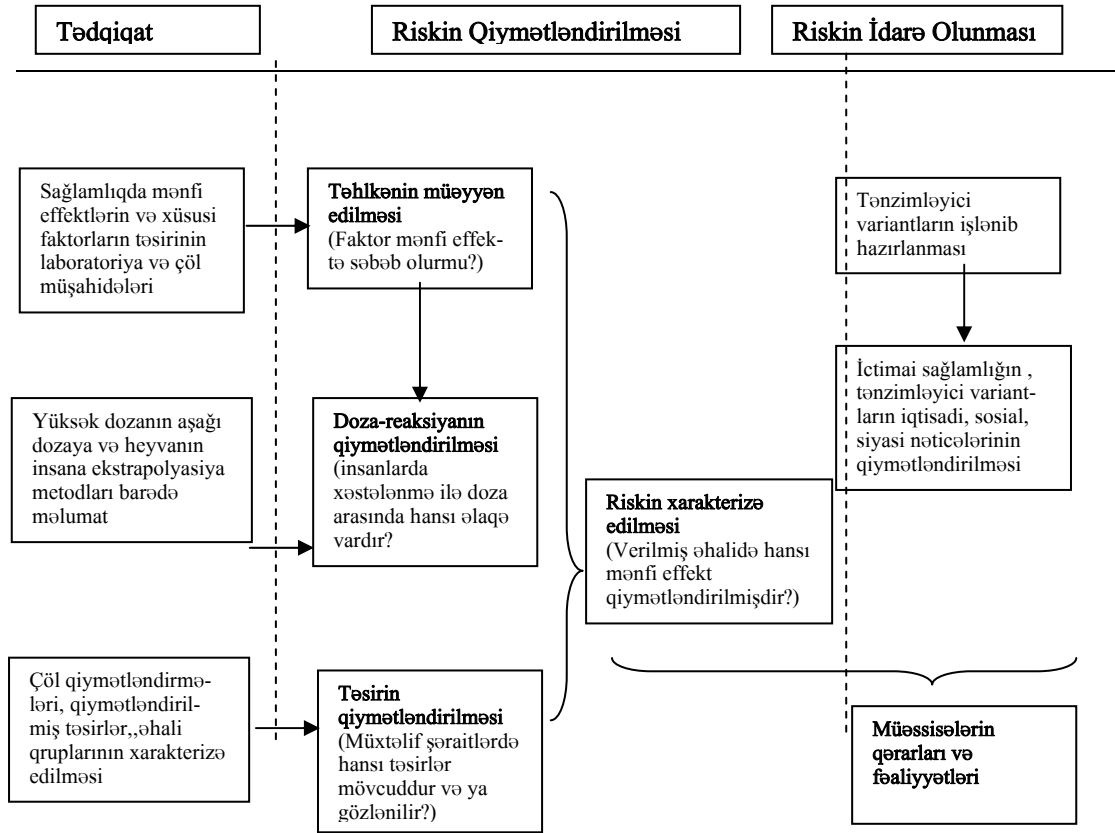 Tədqiqat
Riskin Qiymətləndirilməsi
Riskin İdarə Olunması
Sağlamlıqda mənfi
effektlərin və xüsusi
faktorların təsirinin
laboratoriya və çöl
müşahidələri
Təhlkənin müəyyən
edilməsi
(Faktor mənfi effek-
tə səbəb olurmu?)
Tənzimləyici
variantların işlənib
hazırlanması
Yüksək dozanın aşağı
dozaya və heyvanın
insana ekstrapolyasiya
metodları barədə
məlumat
Doza-reaksiyanın
qiymətləndirilməsi
(insanlarda
xəstələnmə ilə doza
arasında hansı əlaqə
vardır?
İctimai sağlamlığın ,
tənzimləyici variant-
ların iqtisadi, sosial,
siyasi nəticələrinin
qiymətləndirilməsi
Riskin xarakterizə
edilməsi
(Verilmiş əhalidə hansı
mənfi effekt
qiymətləndirilmişdir?)
Çöl qiymətləndirmə-
ləri, qiymətləndiril-
miş təsirlər,,əhali
qruplarının xarakterizə
edilməsi
Təsirin
qiymətləndirilməsi
(Müxtəlif şəraitlərdə
hansı təsirlər
mövcuddur və ya
gözlənilir?)
Müəssisələrin
qərarları və
fəaliyyətləri